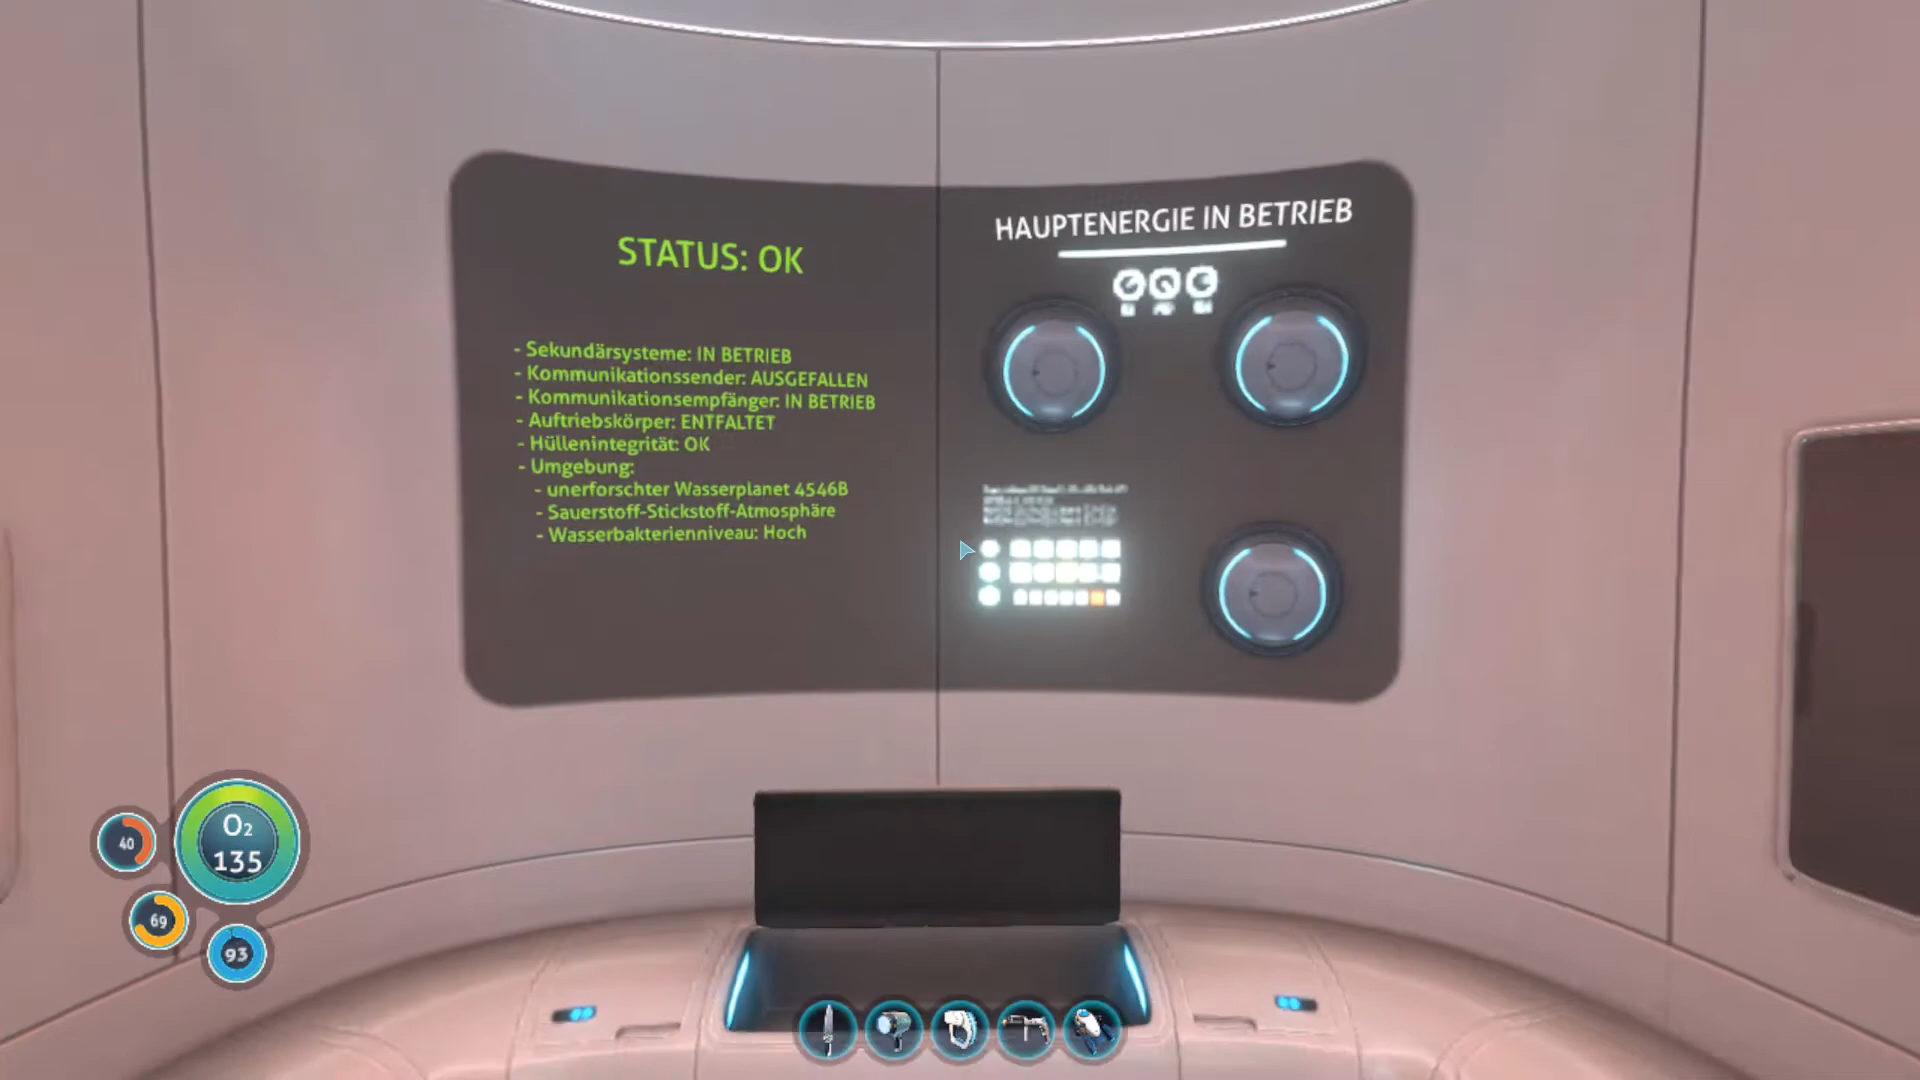 STATUS: OK
- Sekundärsysteme: IN BETRIEB
- Kommunikationssender: AUSGEFALLEN
- Kommunikationsempfänger: IN BETRIEB
- Auftriebskörper: ENTFALTET
- Hüllenintegrität: OK
- Umgebung:
- unerforschter Wasserplanet 4546B
- Sauerstoff-Stickstoff-Atmosphäre
- Wasserbakterienniveau: Hoch
HAUPTENERGIE IN BETRIEB
O₂
135
40
69
93